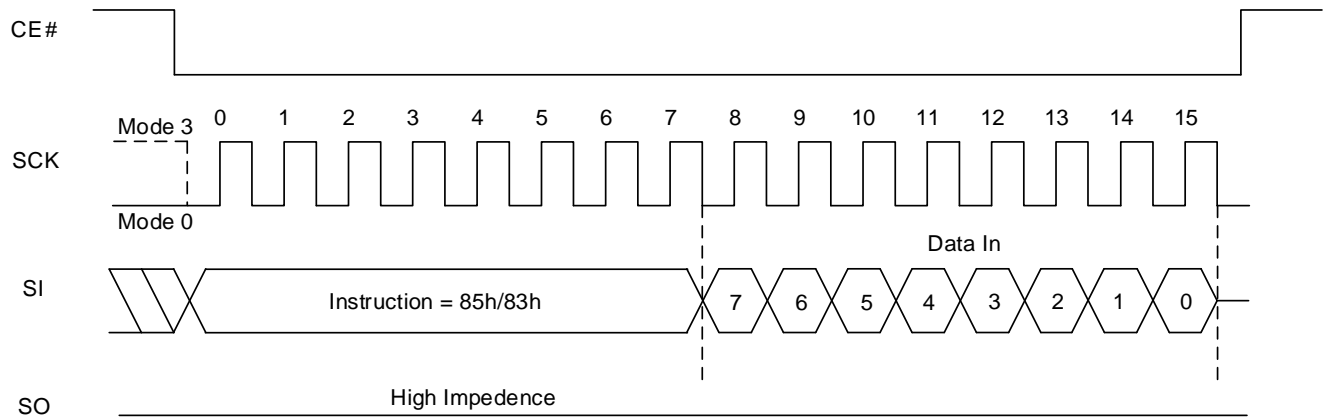 CE#
Mode 3 0 1 2 3 4 5 6 7 8 9 10 11 12 13 14 15
SCK
Mode 0
Data In
SI Instruction = 85h/83h 7 6 5 4 3 2 1 0
High Impedence
SO